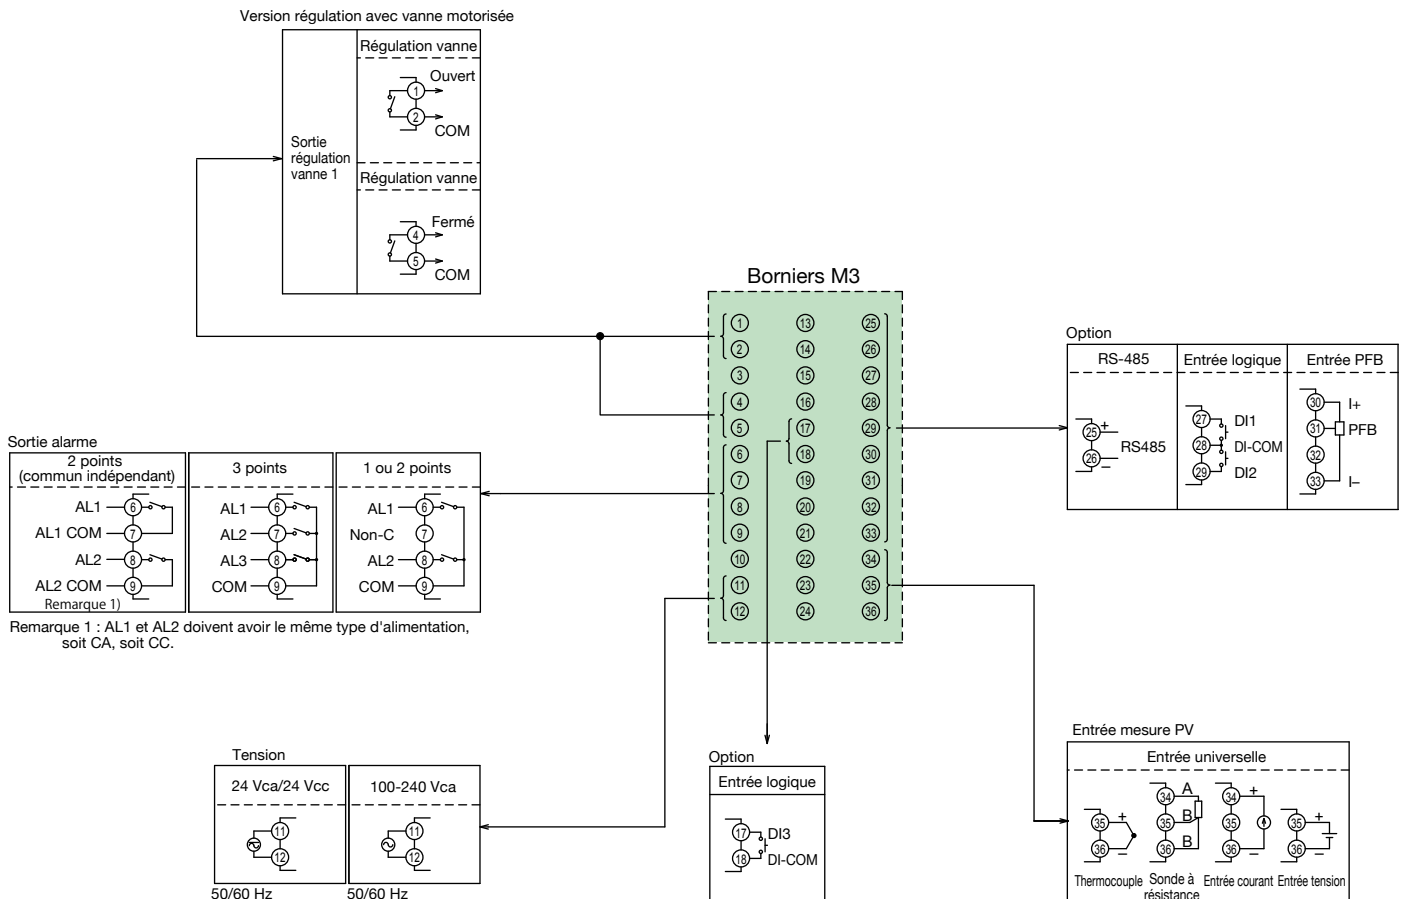 Version régulation avec vanne motorisée
Régulation vanne
Ouvert
1
2
COM
Sortie
régulation
vanne 1
Régulation vanne
Fermé
4
5
COM
Borniers M3
1 13 25
2 14 26
3 15 27
4 16 28
5 17 29
6 18 30
7 19 31
8 20 32
9 21 33
10 22 34
11 23 35
12 24 36
Option
RS-485
25 +
26 –
RS485
Entrée logique
27 DI1
28 DI-COM
29 DI2
Entrée PFB
30 I+
31 PFB
32
33 I–
Sortie alarme
2 points
(commun indépendant)
AL1 6
AL1 COM 7
AL2 8
AL2 COM 9
Remarque 1)
3 points
AL1 6
AL2 7
AL3 8
COM 9
1 ou 2 points
AL1 6
Non-C 7
AL2 8
COM 9
Remarque 1 : AL1 et AL2 doivent avoir le même type d'alimentation,
soit CA, soit CC.
Tension
24 Vca/24 Vcc
11
12
50/60 Hz
100-240 Vca
11
12
50/60 Hz
Option
Entrée logique
17 DI3
18 DI-COM
Entrée mesure PV
Entrée universelle
35 +
36 –
Thermocouple
34 A
35 B
36 B
Sonde à
résistance
34 +
35
36 –
Entrée courant
35 +
36 –
Entrée tension